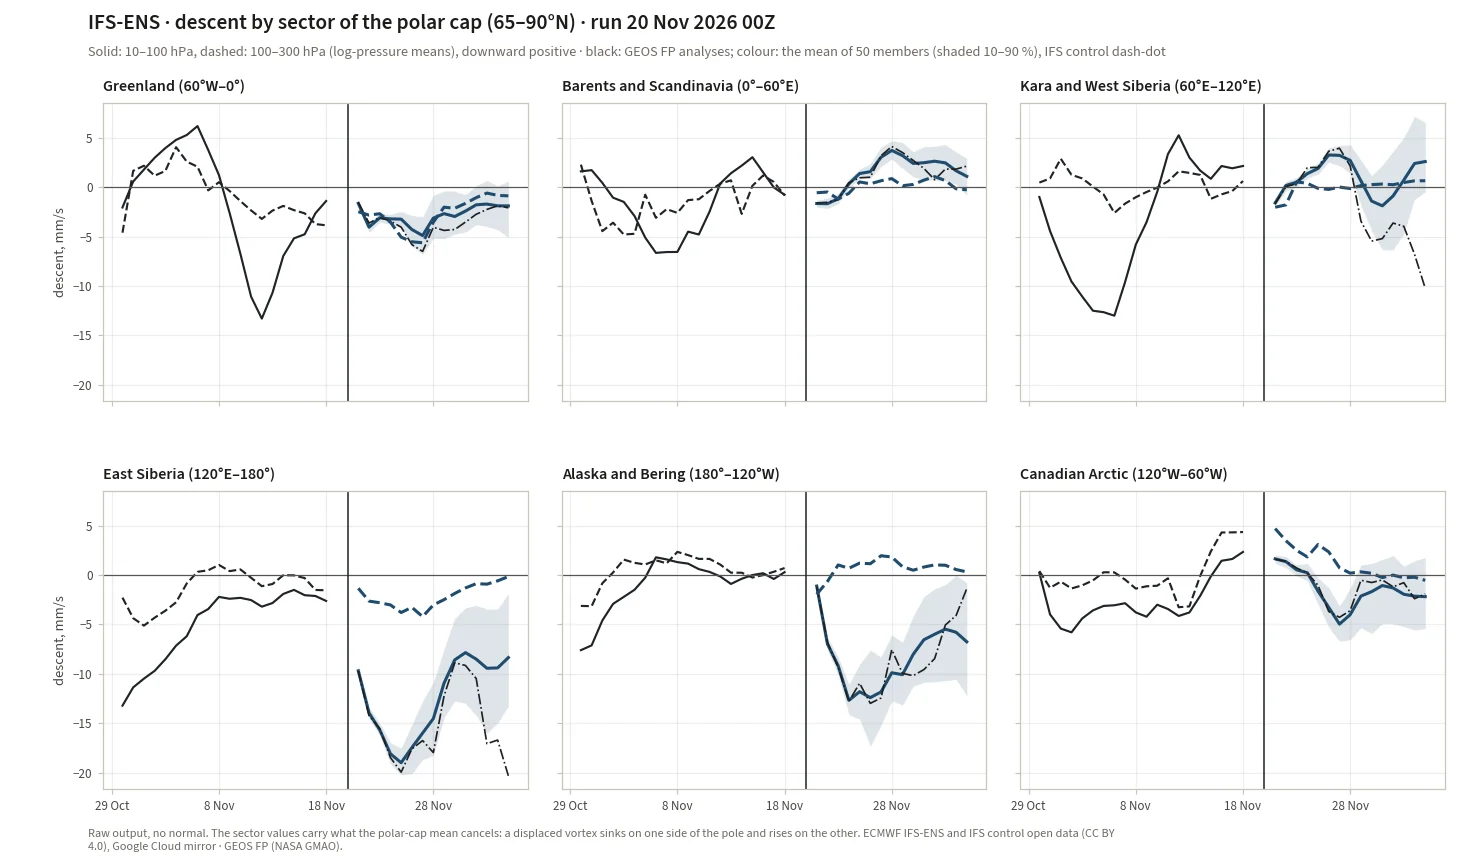 IFS-ENS · descent by sector of the polar cap (65–90°N) · run 20 Nov 2026 00Z
Solid: 10–100 hPa, dashed: 100–300 hPa (log-pressure means), downward positive · black: GEOS FP analyses; colour: the mean of 50 members (shaded 10–90 %), IFS control dash-dot
Greenland (60°W–0°)
Barents and Scandinavia (0°–60°E)
Kara and West Siberia (60°E–120°E)
descent, mm/s
5
0
−5
−10
−15
−20
East Siberia (120°E–180°)
Alaska and Bering (180°–120°W)
Canadian Arctic (120°W–60°W)
descent, mm/s
5
0
−5
−10
−15
−20
29 Oct
8 Nov
18 Nov
28 Nov
29 Oct
8 Nov
18 Nov
28 Nov
29 Oct
8 Nov
18 Nov
28 Nov
Raw output, no normal. The sector values carry what the polar-cap mean cancels: a displaced vortex sinks on one side of the pole and rises on the other. ECMWF IFS-ENS and IFS control open data (CC BY
4.0), Google Cloud mirror · GEOS FP (NASA GMAO).